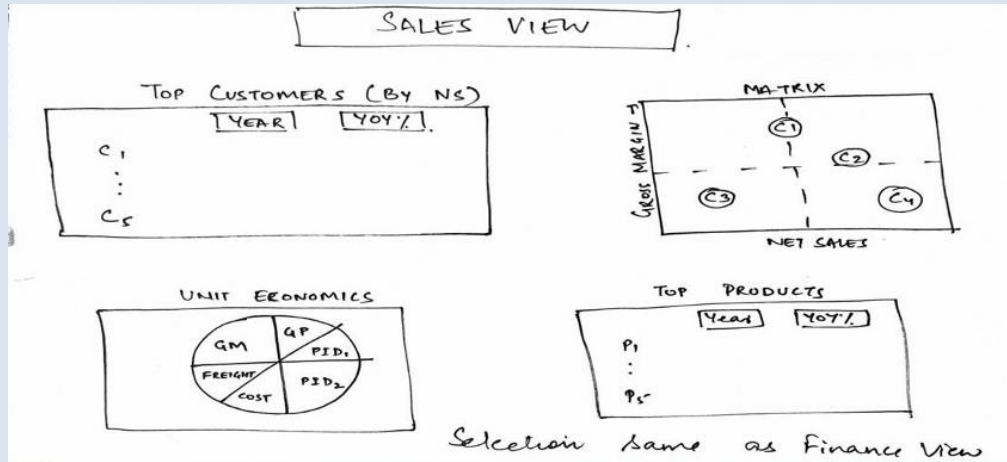 SALES VIEW
TOP CUSTOMERS (BY NS)
YEAR YOY%
C1
C5
MATRIX
GROSS MARGIN →
C1
C2
C3
C4
NET SALES
UNIT ECONOMICS
GM
GP
PID1
PID2
COST
FREIGHT
TOP PRODUCTS
Year YOY%
P1
P5
Selection same as Finance View